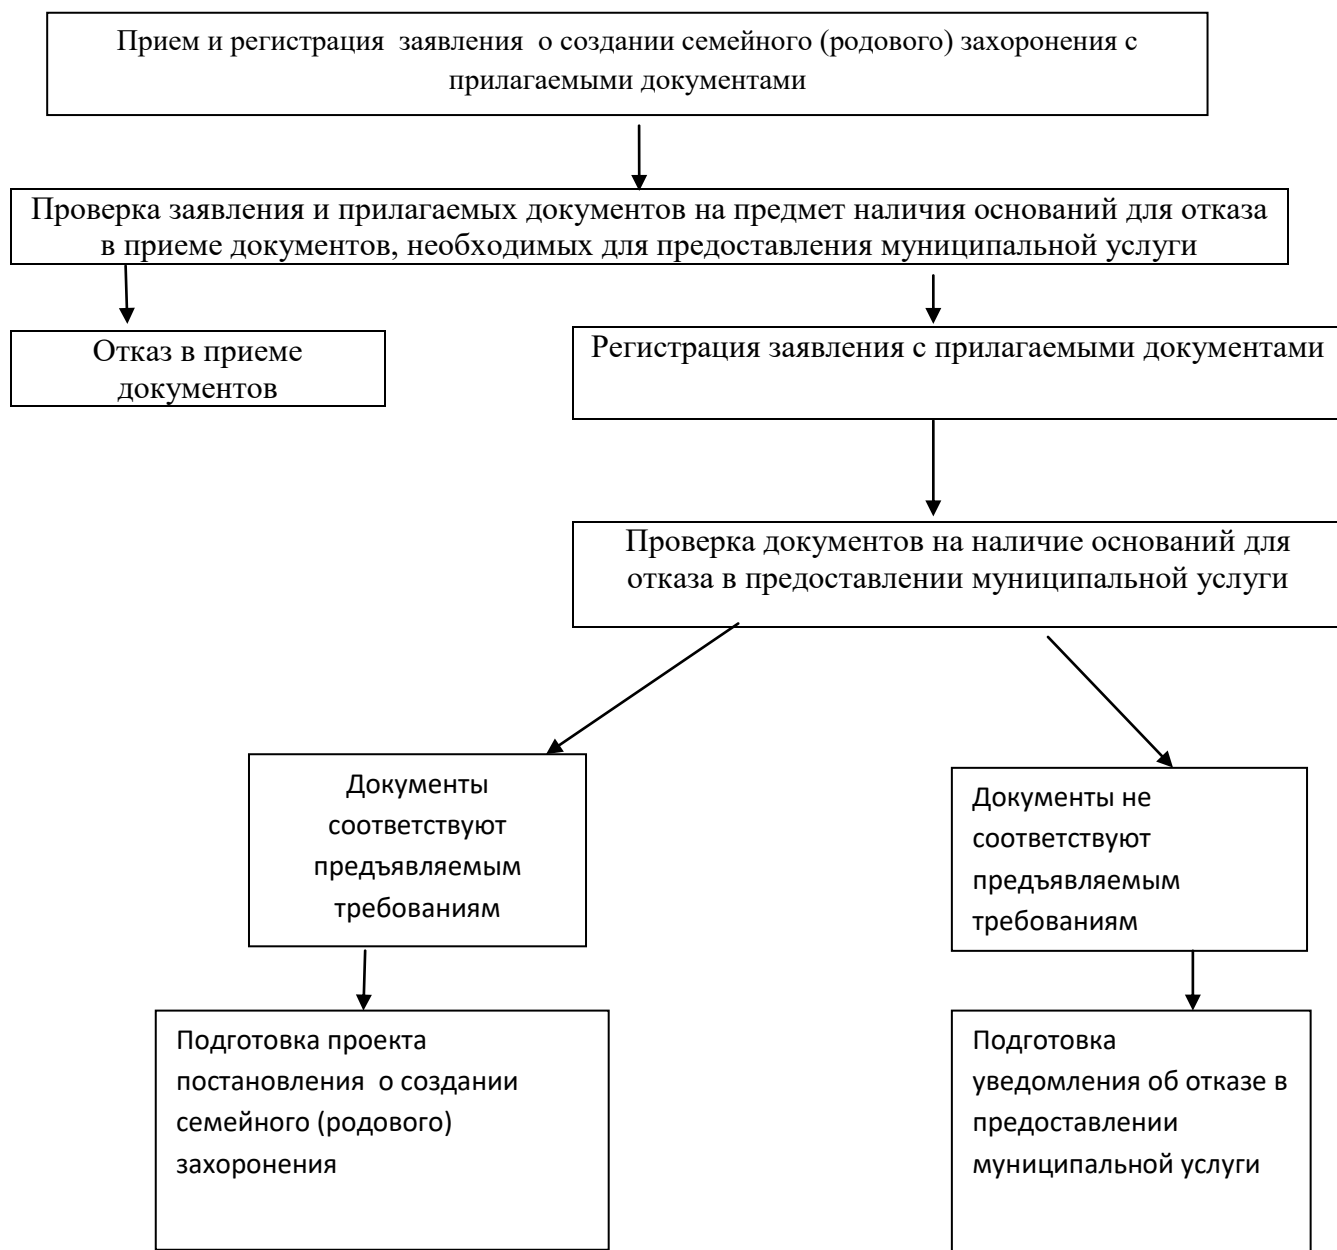 Прием и регистрация  заявления  о создании семейного (родового) захоронения с
прилагаемыми документами
Проверка заявления и прилагаемых документов на предмет наличия оснований для отказа
в приеме документов, необходимых для предоставления муниципальной услуги
Отказ в приеме
документов
Регистрация заявления с прилагаемыми документами
Проверка документов на наличие оснований для
отказа в предоставлении муниципальной услуги
Документы
соответствуют
предъявляемым
требованиям
Документы не
соответствуют
предъявляемым
требованиям
Подготовка проекта
постановления  о создании
семейного (родового)
захоронения
Подготовка
уведомления об отказе в
предоставлении
муниципальной услуги